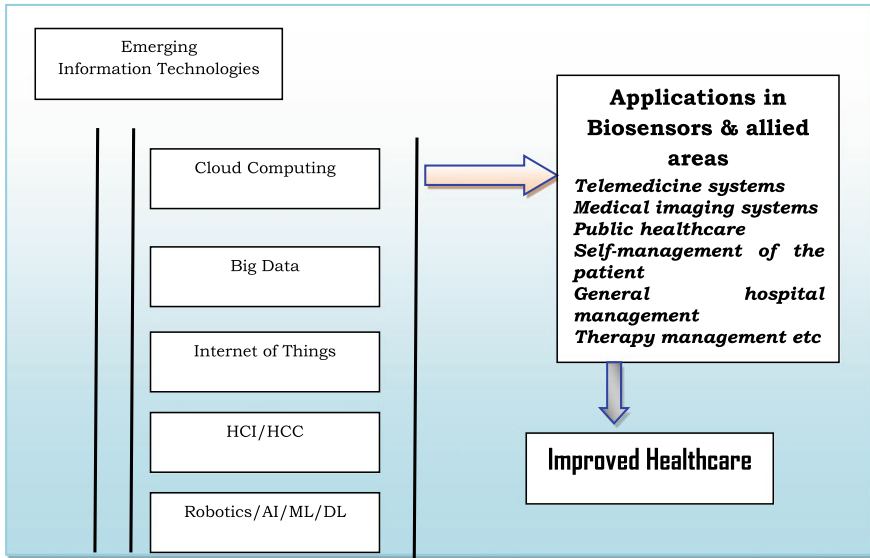 Emerging
Information Technologies
Cloud Computing
Big Data
Internet of Things
HCI/HCC
Robotics/AI/ML/DL
Applications in
Biosensors & allied
areas
Telemedicine systems
Medical imaging systems
Public healthcare
Self-management of the
patient
General hospital
management
Therapy management etc
Improved Healthcare